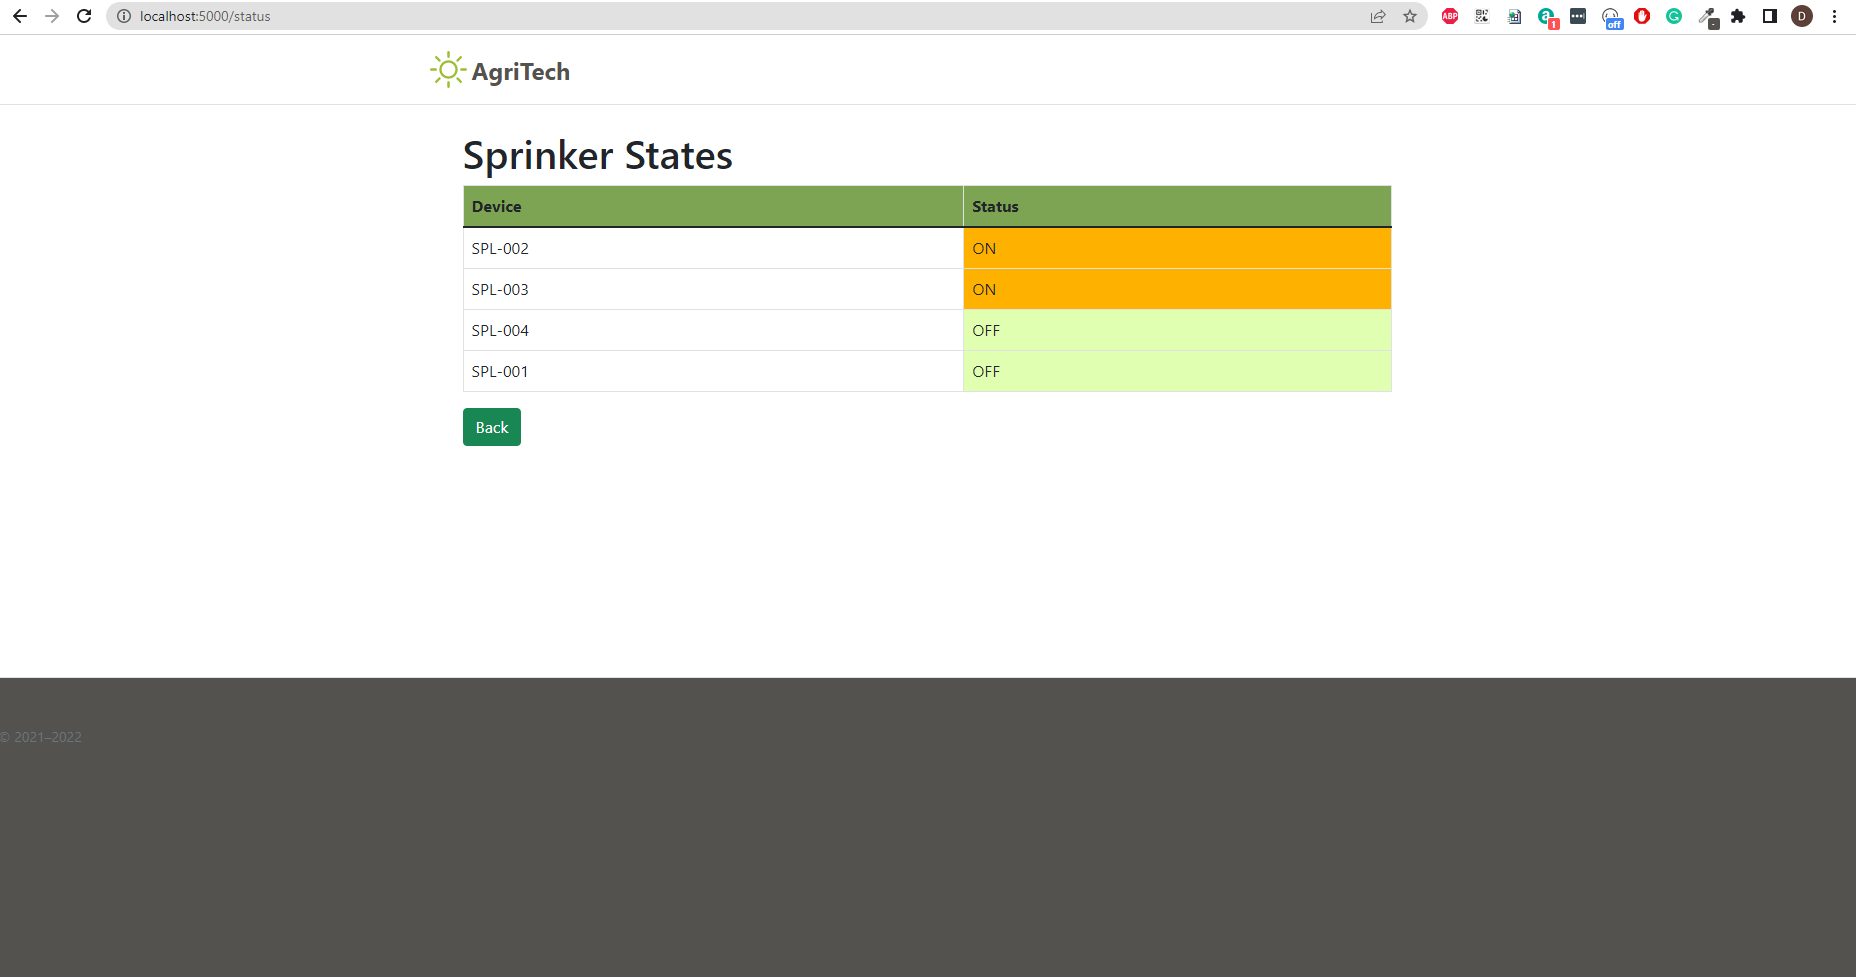 localhost:5000/status
ABP
a
1
off
G
-
D
AgriTech
Sprinker States
Device Status
SPL-002 ON
SPL-003 ON
SPL-004 OFF
SPL-001 OFF
Back
© 2021–2022